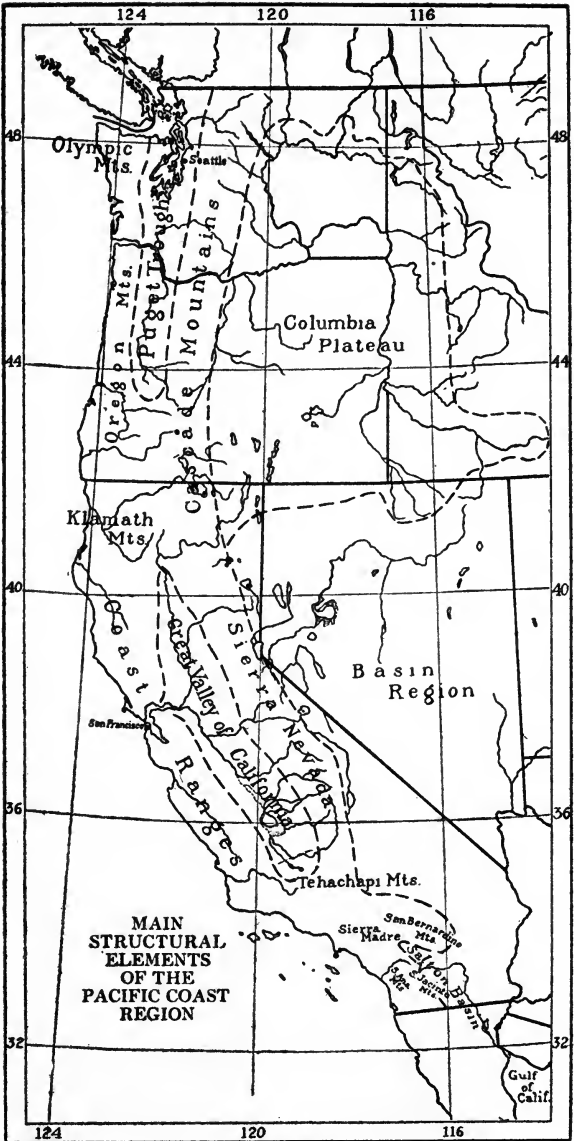 124 120 116
48 48
Olympic
Mts.
Seattle
Puget Trough
Oregon Mts.
Cascade Mountains
Columbia
Plateau
44 44
Klamath
Mts.
40 40
Coast Ranges
Great Valley of California
Sierra Nevada
Basin
Region
San Francisco
36 36
Tehachapi Mts.
San Bernardino
Mts.
Sierra
Madre
Salton Basin
S. Jacinto
Mts.
MAIN
STRUCTURAL
ELEMENTS
OF THE
PACIFIC COAST
REGION
32 32
Gulf
of
Calif.
124 120 116